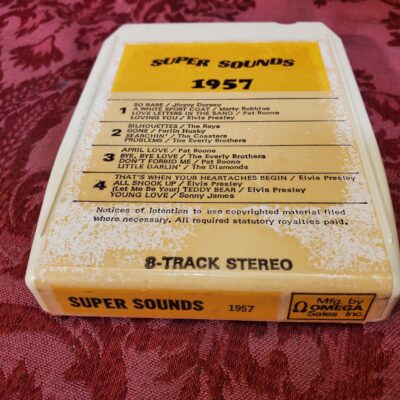 SUPER SOUNDS
1957
1 SO RARE / Jimmy Dorsey
A WHITE SPORT COAT / Marty Robbins
LOVE LETTERS IN THE SAND / Pat Boone
LOVING YOU / Elvis Presley
2 SILHOUETTES / The Rays
GONE / Ferlin Husky
SEARCHIN' / The Coasters
PROBLEMS / The Everly Brothers
3 APRIL LOVE / Pat Boone
BYE, BYE LOVE / The Everly Brothers
DON'T FORBID ME / Pat Boone
LITTLE DARLIN' / The Diamonds
4 THAT'S WHEN YOUR HEARTACHES BEGIN / Elvis Presley
ALL SHOOK UP / Elvis Presley
(Let Me Be Your) TEDDY BEAR / Elvis Presley
YOUNG LOVE / Sonny James
Notices of intention to use copyrighted material filed
where necessary. All required statutory royalties paid.
8-TRACK STEREO
SUPER SOUNDS 1957
Mfg. by
Ω OMEGA
Sales Inc.